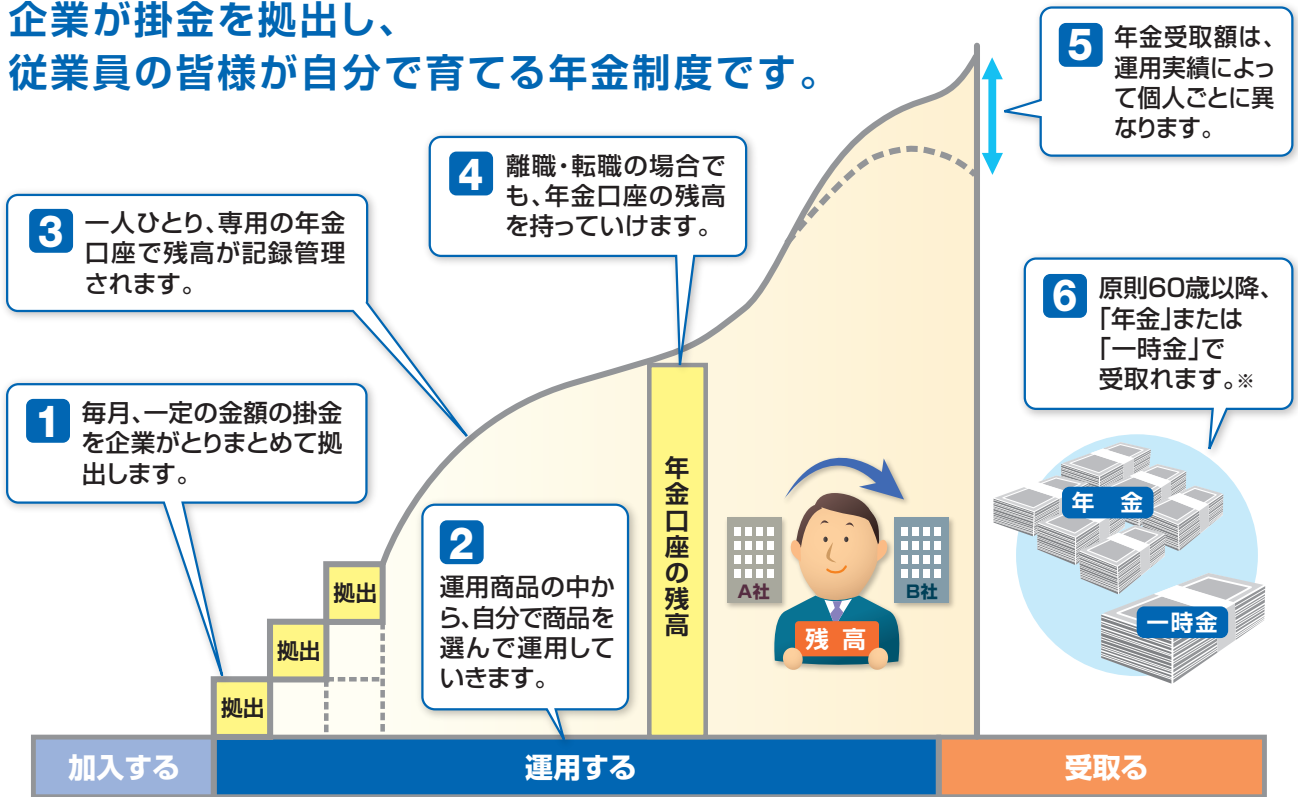 企業が掛金を拠出し、
従業員の皆様が自分で育てる年金制度です。
5
年金受取額は、
運用実績によっ
て個人ごとに異
なります。
4
離職・転職の場合で
も、年金口座の残高
を持っていけます。
3
一人ひとり、専用の年金
口座で残高が記録管理
されます。
6
原則60歳以降、
「年金」または
「一時金」で
受取れます。※
1
毎月、一定の金額の掛金
を企業がとりまとめて拠
出します。
2
運用商品の中か
ら、自分で商品を
選んで運用して
いきます。
拠出
拠出
拠出
年金口座の残高
A社
B社
残高
年金
一時金
加入する
運用する
受取る